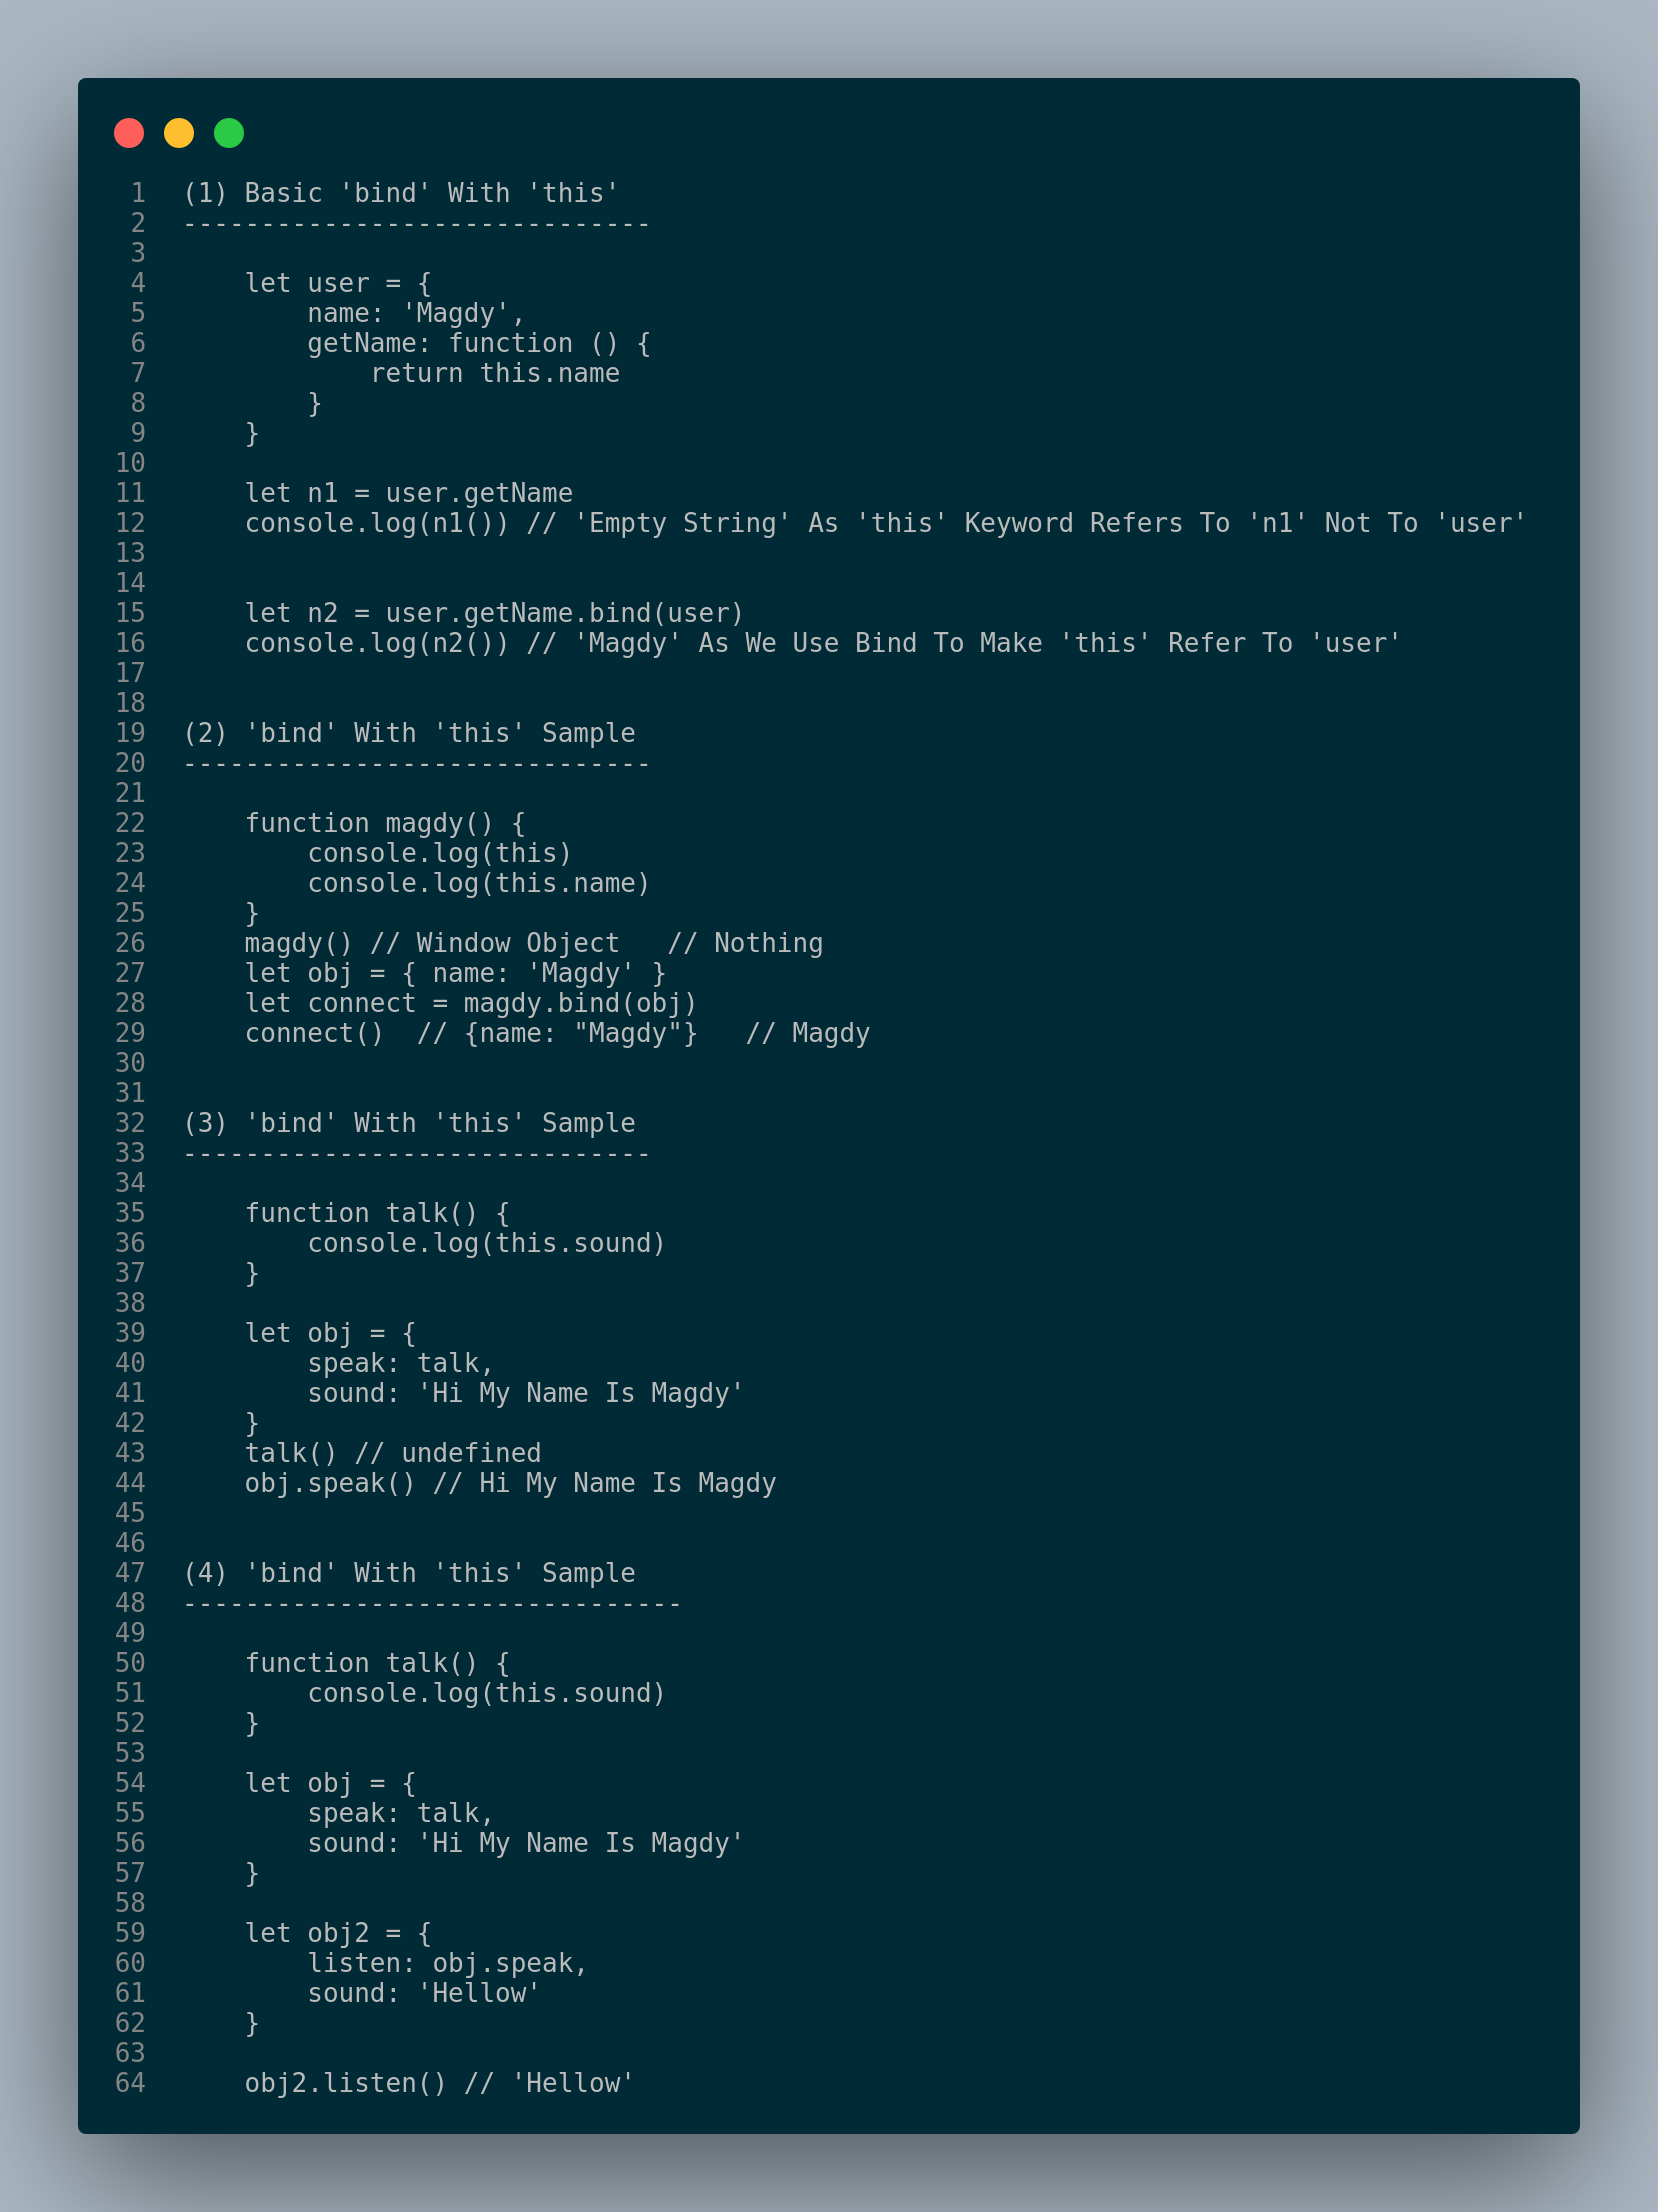 1 (1) Basic 'bind' With 'this'
2 ------------------------------
3
4     let user = {
5         name: 'Magdy',
6         getName: function () {
7             return this.name
8         }
9     }
10
11     let n1 = user.getName
12     console.log(n1()) // 'Empty String' As 'this' Keyword Refers To 'n1' Not To 'user'
13
14
15     let n2 = user.getName.bind(user)
16     console.log(n2()) // 'Magdy' As We Use Bind To Make 'this' Refer To 'user'
17
18
19 (2) 'bind' With 'this' Sample
20 ------------------------------
21
22     function magdy() {
23         console.log(this)
24         console.log(this.name)
25     }
26     magdy() // Window Object   // Nothing
27     let obj = { name: 'Magdy' }
28     let connect = magdy.bind(obj)
29     connect()  // {name: "Magdy"}   // Magdy
30
31
32 (3) 'bind' With 'this' Sample
33 ------------------------------
34
35     function talk() {
36         console.log(this.sound)
37     }
38
39     let obj = {
40         speak: talk,
41         sound: 'Hi My Name Is Magdy'
42     }
43     talk() // undefined
44     obj.speak() // Hi My Name Is Magdy
45
46
47 (4) 'bind' With 'this' Sample
48 --------------------------------
49
50     function talk() {
51         console.log(this.sound)
52     }
53
54     let obj = {
55         speak: talk,
56         sound: 'Hi My Name Is Magdy'
57     }
58
59     let obj2 = {
60         listen: obj.speak,
61         sound: 'Hellow'
62     }
63
64     obj2.listen() // 'Hellow'